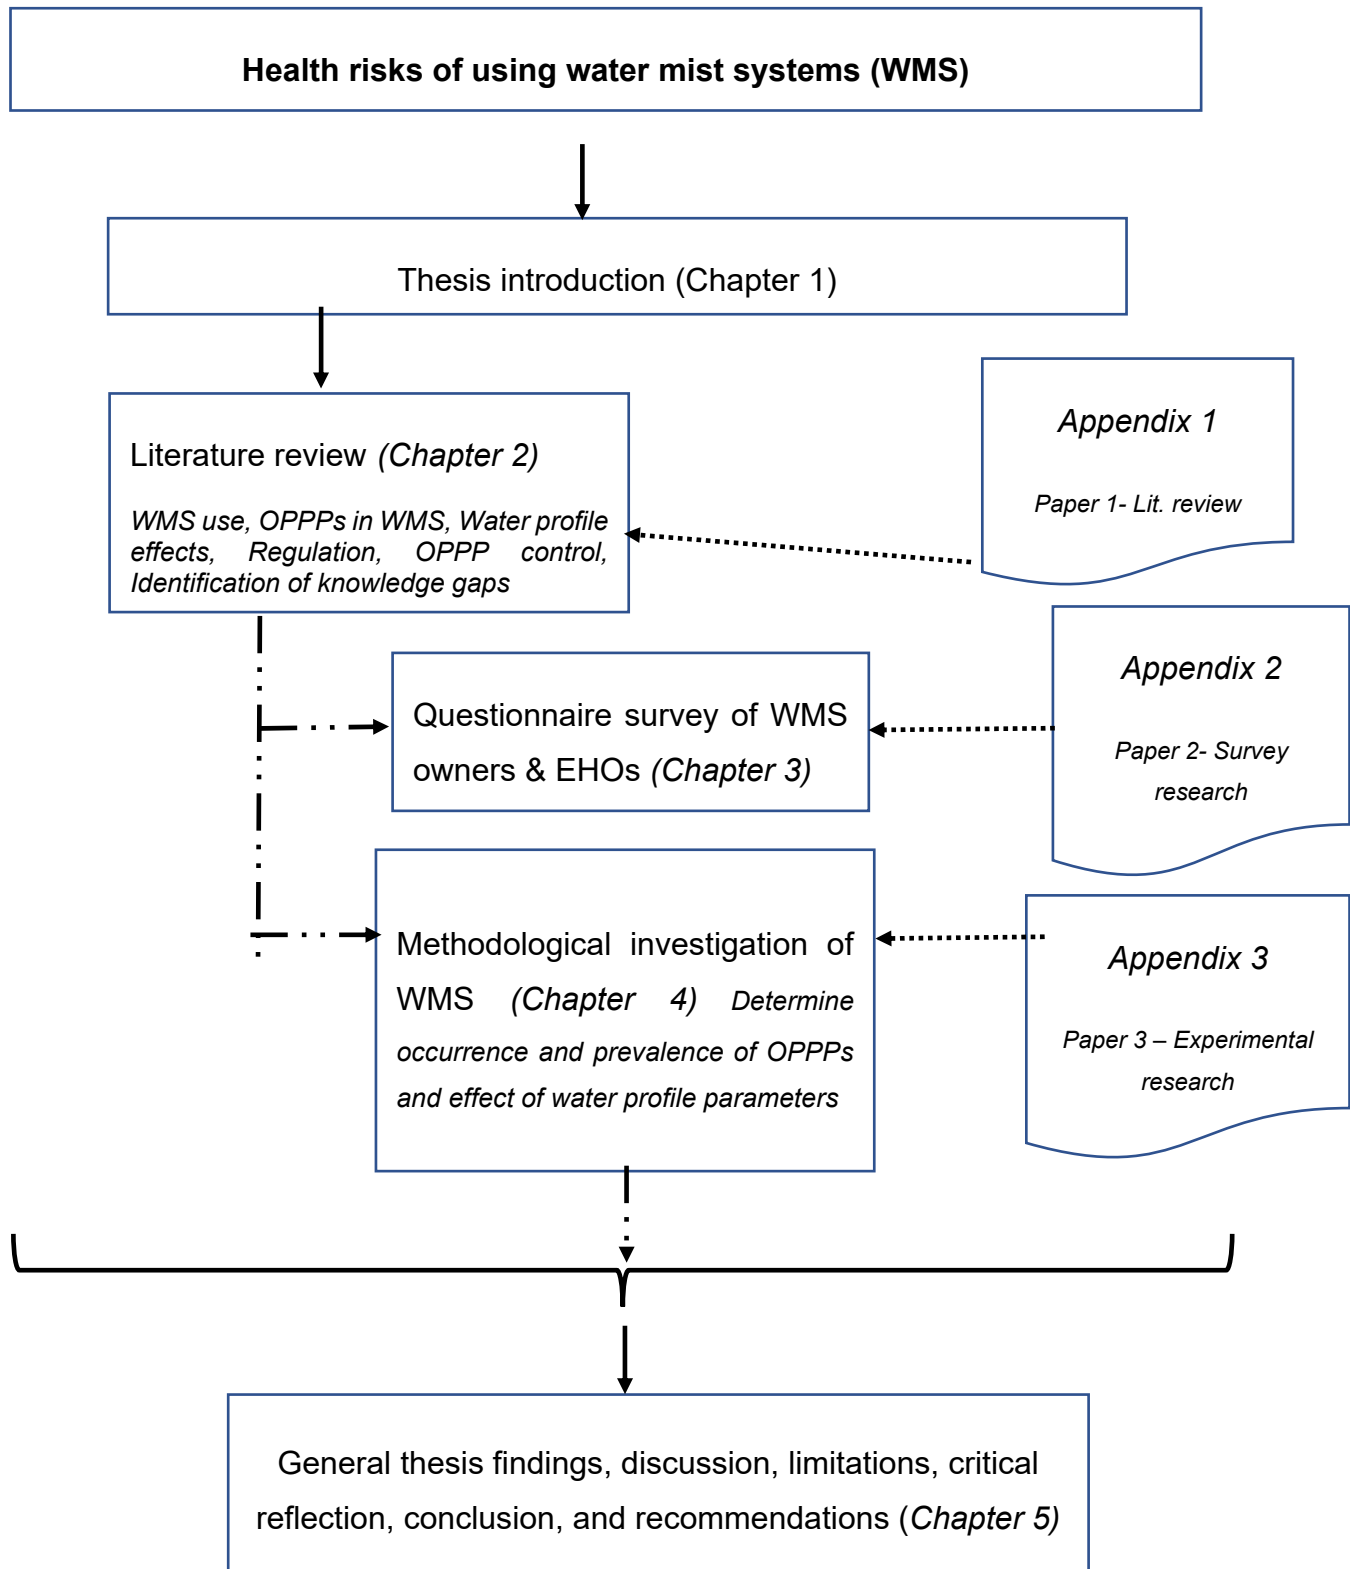 Health risks of using water mist systems (WMS)
Thesis introduction (Chapter 1)
Literature review (Chapter 2)
WMS use, OPPPs in WMS, Water profile
effects, Regulation, OPPP control,
Identification of knowledge gaps
Appendix 1
Paper 1- Lit. review
Questionnaire survey of WMS
owners & EHOs (Chapter 3)
Appendix 2
Paper 2- Survey
research
Methodological investigation of
WMS (Chapter 4) Determine
occurrence and prevalence of OPPPs
and effect of water profile parameters
Appendix 3
Paper 3 – Experimental
research
General thesis findings, discussion, limitations, critical
reflection, conclusion, and recommendations (Chapter 5)